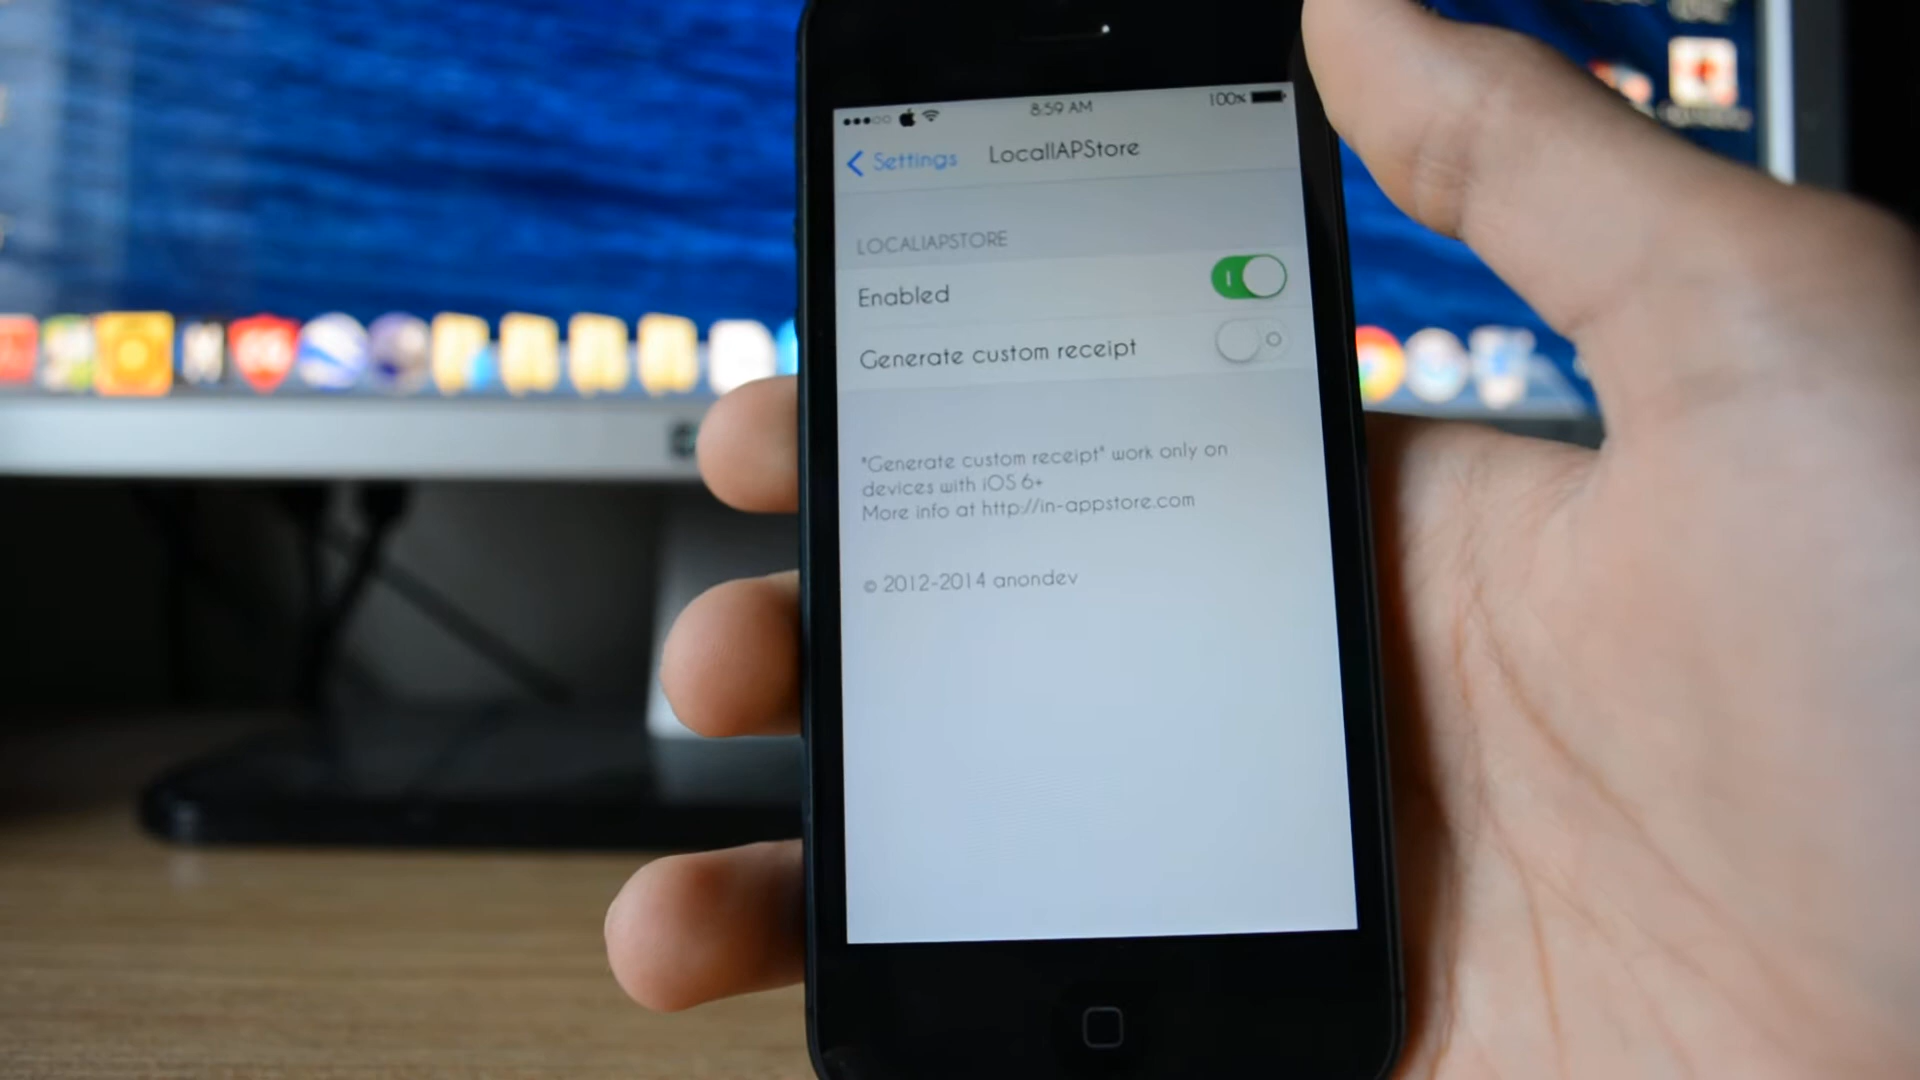 8:59 AM
100%
Settings
LocalIAPStore
LOCALIAPSTORE
Enabled
Generate custom receipt
"Generate custom receipt" work only on
devices with iOS 6+
More info at http://in-appstore.com
© 2012-2014 anondev